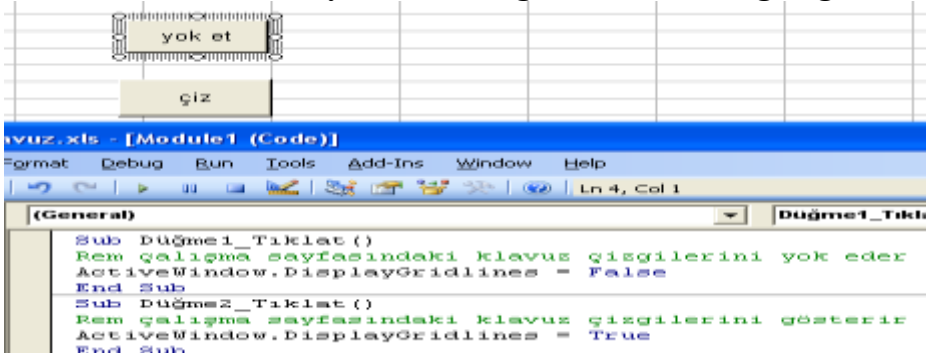 yok et
çiz
avuz.xls - [Module1 (Code)]
Format Debug Run Tools Add-Ins Window Help
Ln 4, Col 1
(General) Düğme1_Tıkla
Sub Düğme1_Tıklat()
Rem çalışma sayfasındaki klavuz çizgilerini yok eder
ActiveWindow.DisplayGridlines = False
End Sub
Sub Düğme2_Tıklat()
Rem çalışma sayfasındaki klavuz çizgilerini gösterir
ActiveWindow.DisplayGridlines = True
End Sub